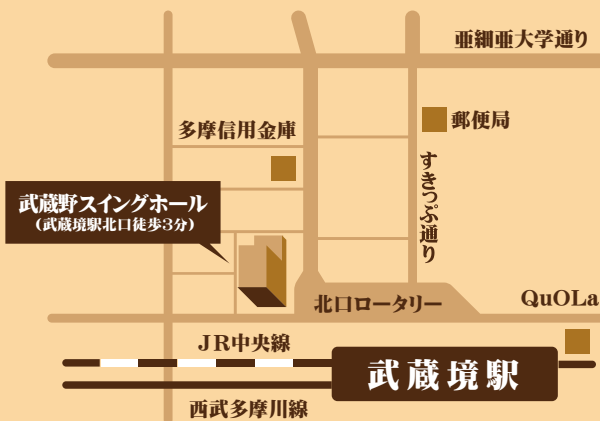 亜細亜大学通り
郵便局
多摩信用金庫
すきっぷ通り
武蔵野スイングホール
(武蔵境駅北口徒歩3分)
北口ロータリー
QuOLa
JR中央線
武蔵境駅
西武多摩川線